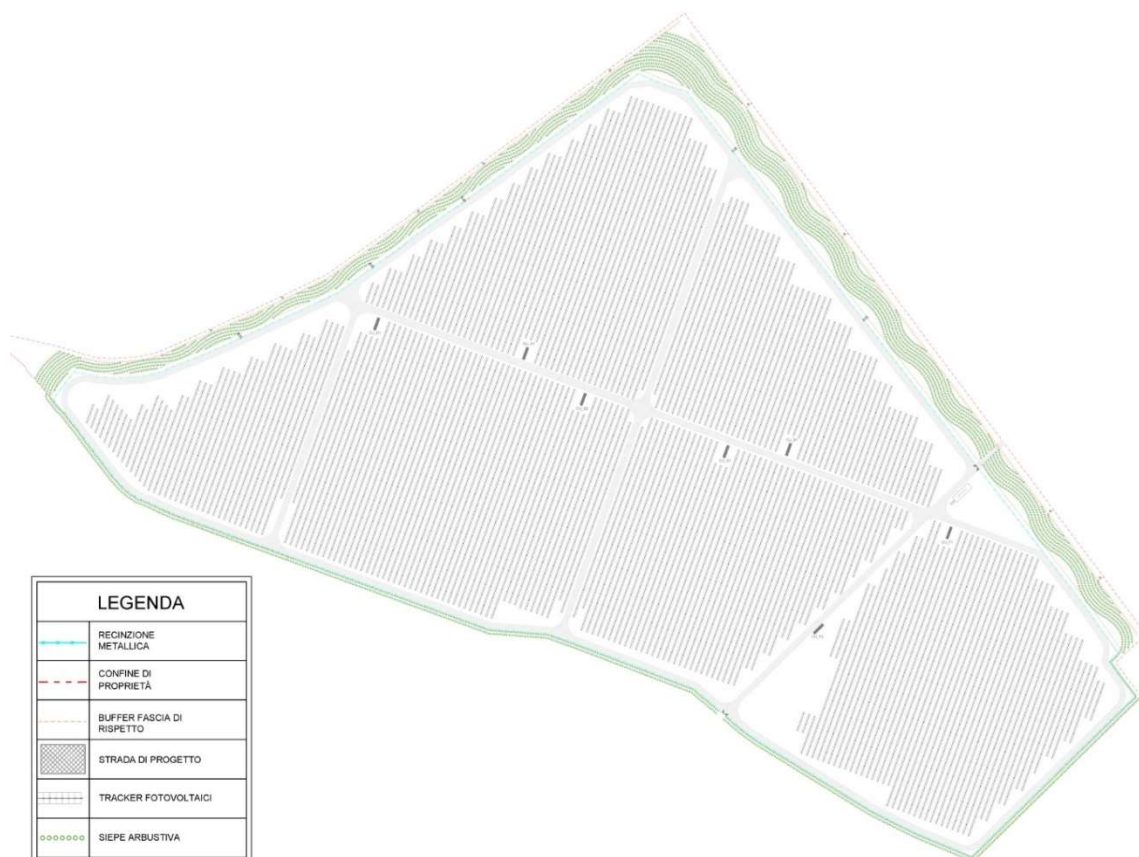 LEGENDA
RECINZIONE
METALLICA
CONFINE DI
PROPRIETÀ
BUFFER FASCIA DI
RISPETTO
STRADA DI PROGETTO
TRACKER FOTOVOLTAICI
SIEPE ARBUSTIVA